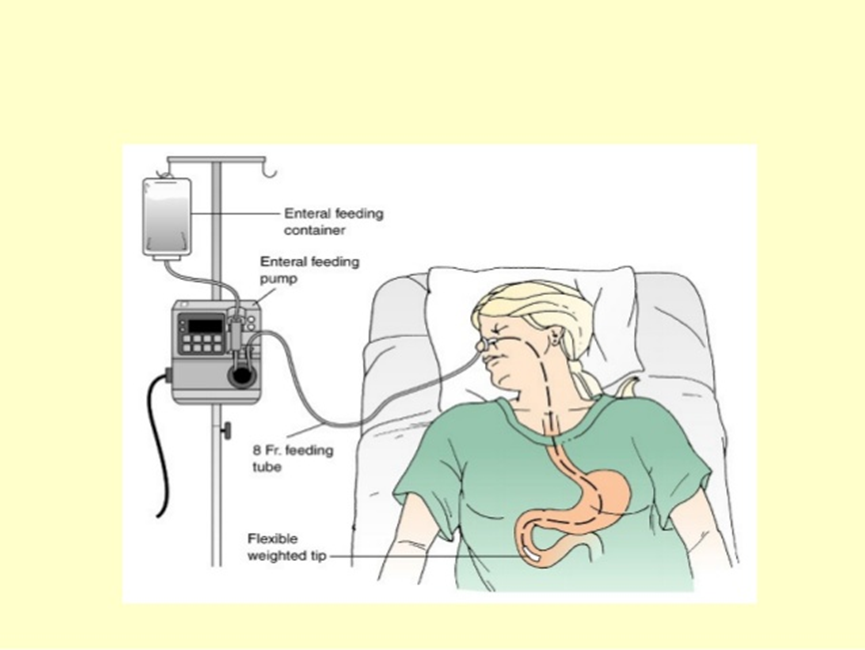 Enteral feeding
container
Enteral feeding
pump
8 Fr. feeding
tube
Flexible
weighted tip